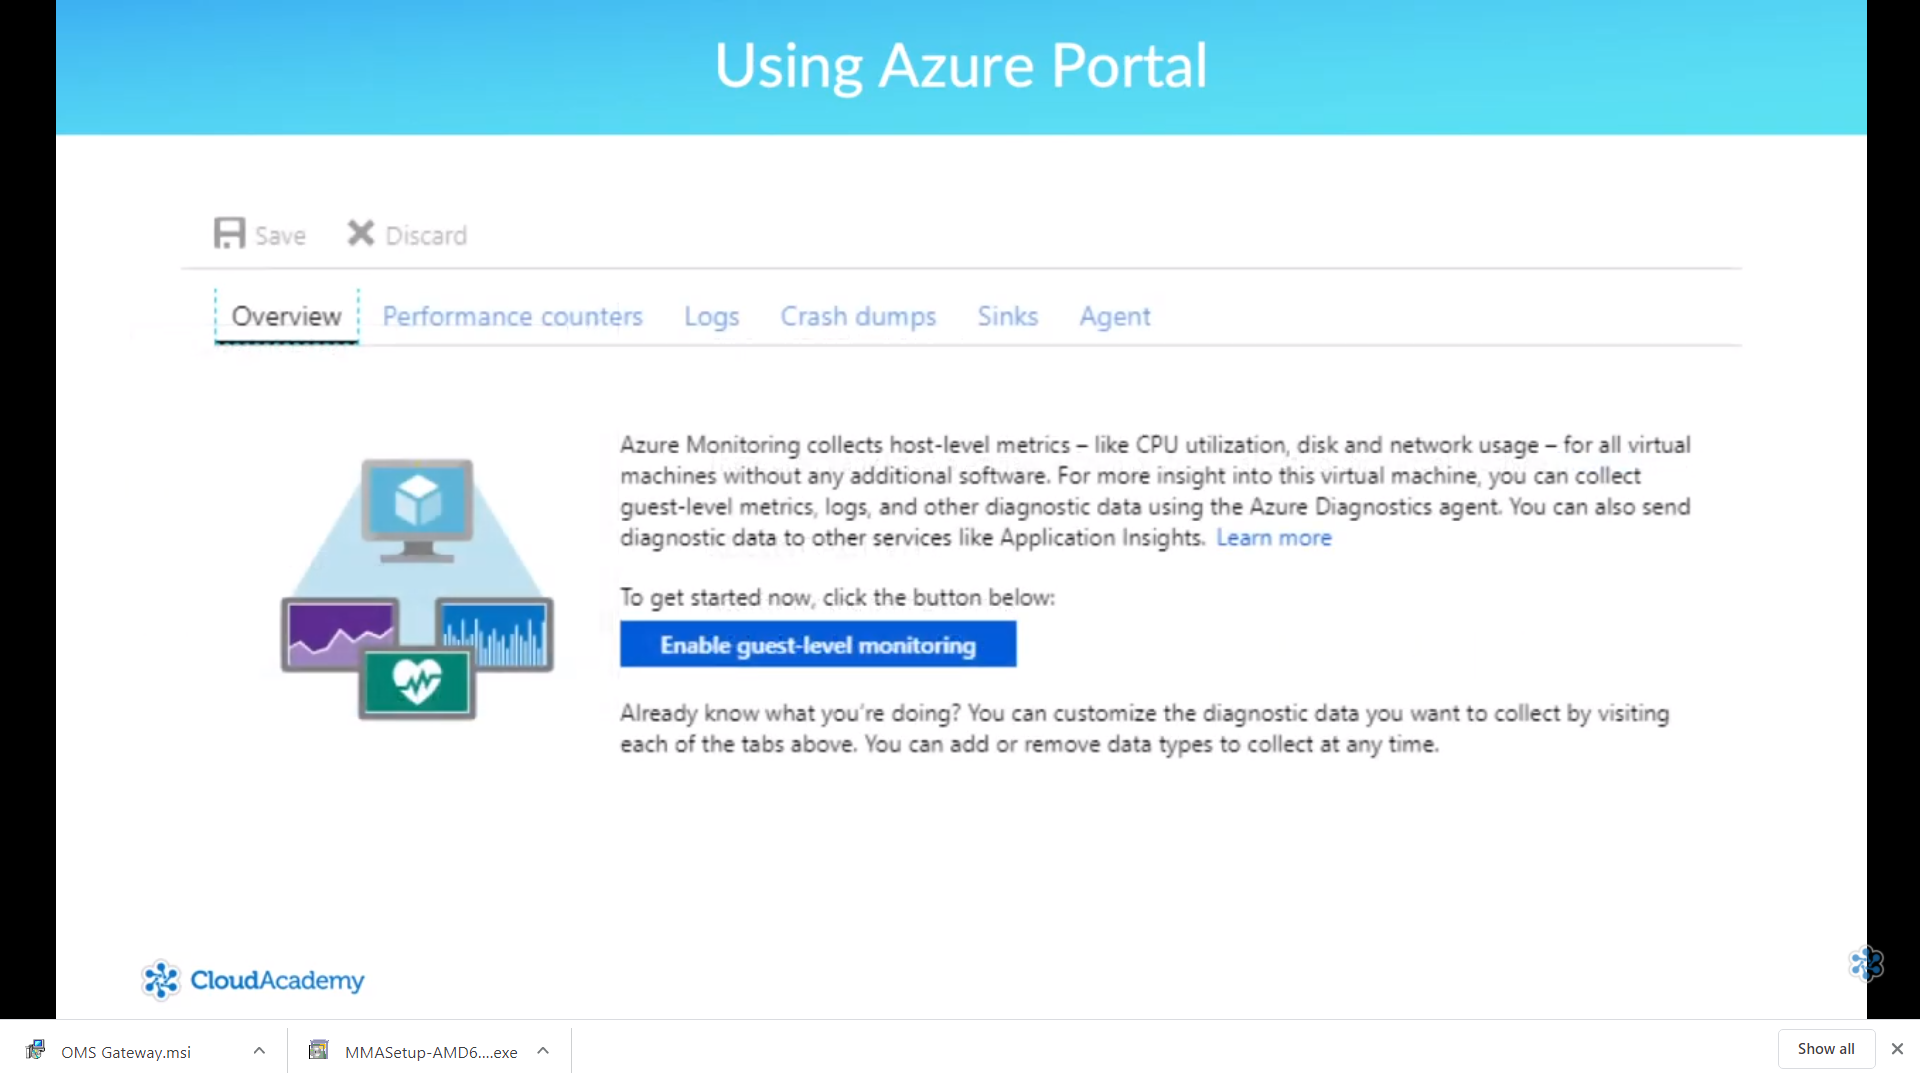 Using Azure Portal
Save Discard
Overview Performance counters Logs Crash dumps Sinks Agent
Azure Monitoring collects host-level metrics – like CPU utilization, disk and network usage – for all virtual
machines without any additional software. For more insight into this virtual machine, you can collect
guest-level metrics, logs, and other diagnostic data using the Azure Diagnostics agent. You can also send
diagnostic data to other services like Application Insights. Learn more
To get started now, click the button below:
Enable guest-level monitoring
Already know what you're doing? You can customize the diagnostic data you want to collect by visiting
each of the tabs above. You can add or remove data types to collect at any time.
CloudAcademy
OMS Gateway.msi MMASetup-AMD6....exe Show all